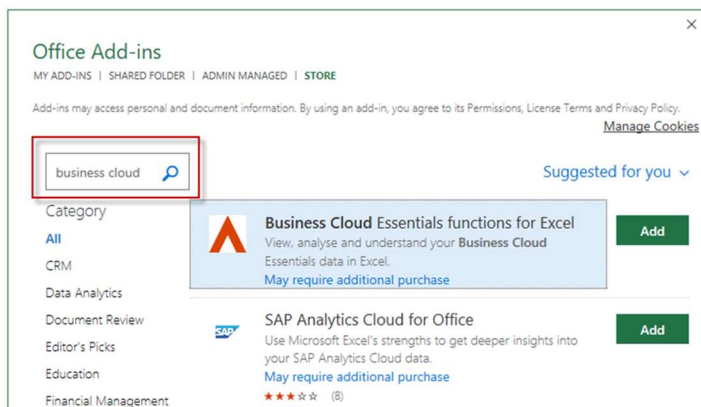 Office Add-ins
MY ADD-INS | SHARED FOLDER | ADMIN MANAGED | STORE
Add-ins may access personal and document information. By using an add-in, you agree to its Permissions, License Terms and Privacy Policy.
Manage Cookies
business cloud
Suggested for you
Category
All
CRM
Data Analytics
Document Review
Editor's Picks
Education
Financial Management
Business Cloud Essentials functions for Excel
View, analyse and understand your Business Cloud
Essentials data in Excel.
May require additional purchase
Add
SAP
SAP Analytics Cloud for Office
Use Microsoft Excel's strengths to get deeper insights into
your SAP Analytics Cloud data.
May require additional purchase
(8)
Add